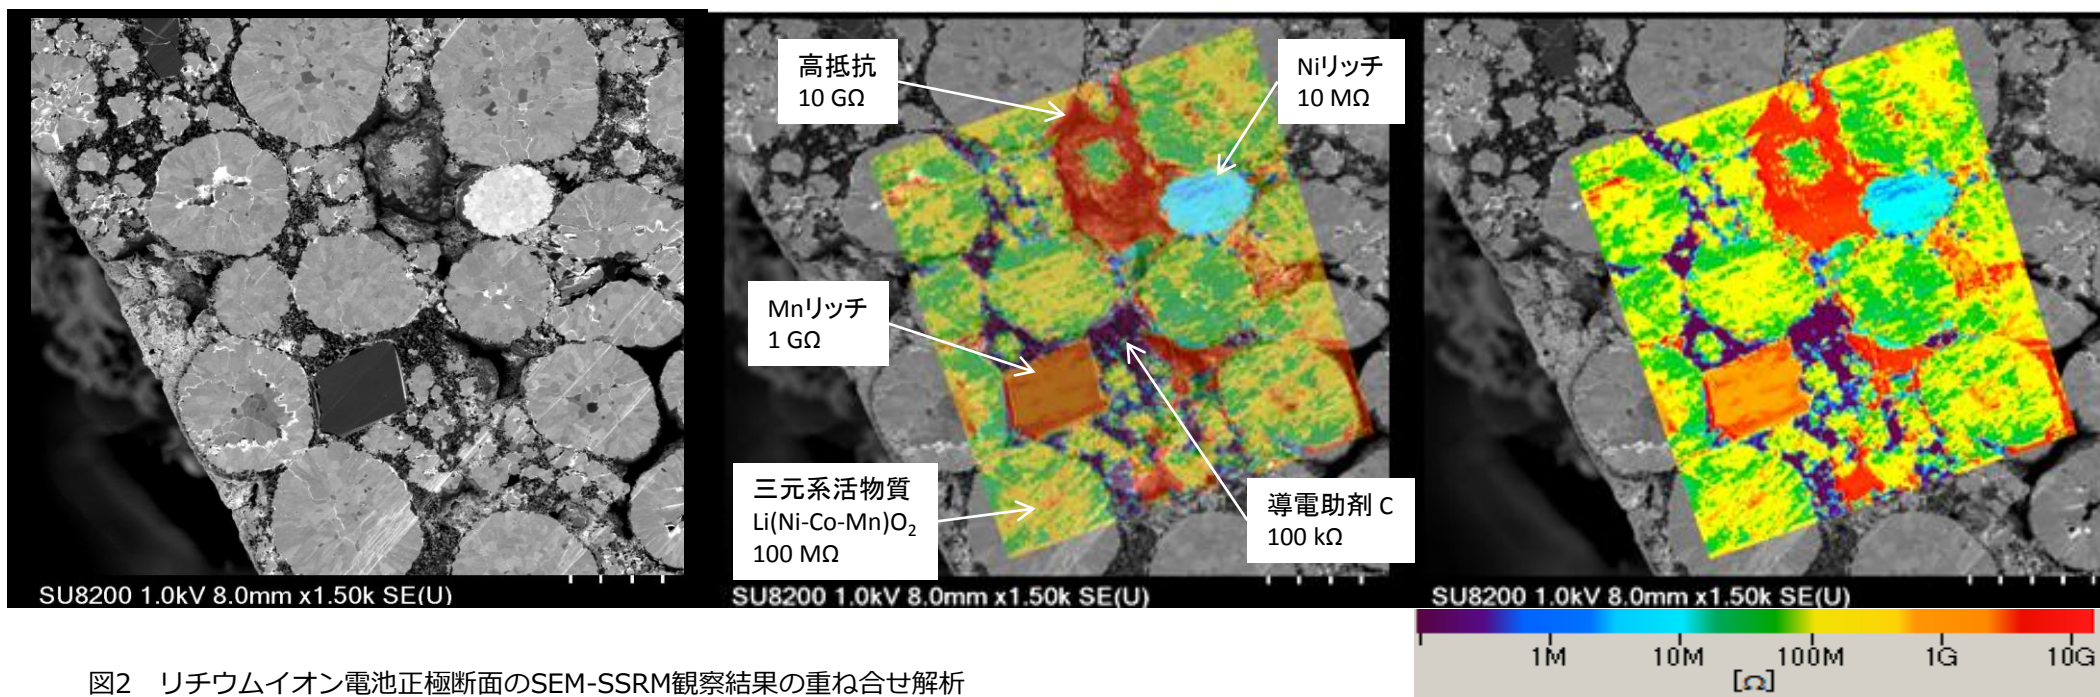 高抵抗
10 GΩ
Niリッチ
10 MΩ
Mnリッチ
1 GΩ
三元系活物質
Li(Ni-Co-Mn)O₂
100 MΩ
導電助剤 C
100 kΩ
SU8200 1.0kV 8.0mm x1.50k SE(U)
SU8200 1.0kV 8.0mm x1.50k SE(U)
SU8200 1.0kV 8.0mm x1.50k SE(U)
1M 10M 100M 1G 10G
[Ω]
図2 リチウムイオン電池正極断面のSEM-SSRM観察結果の重ね合せ解析